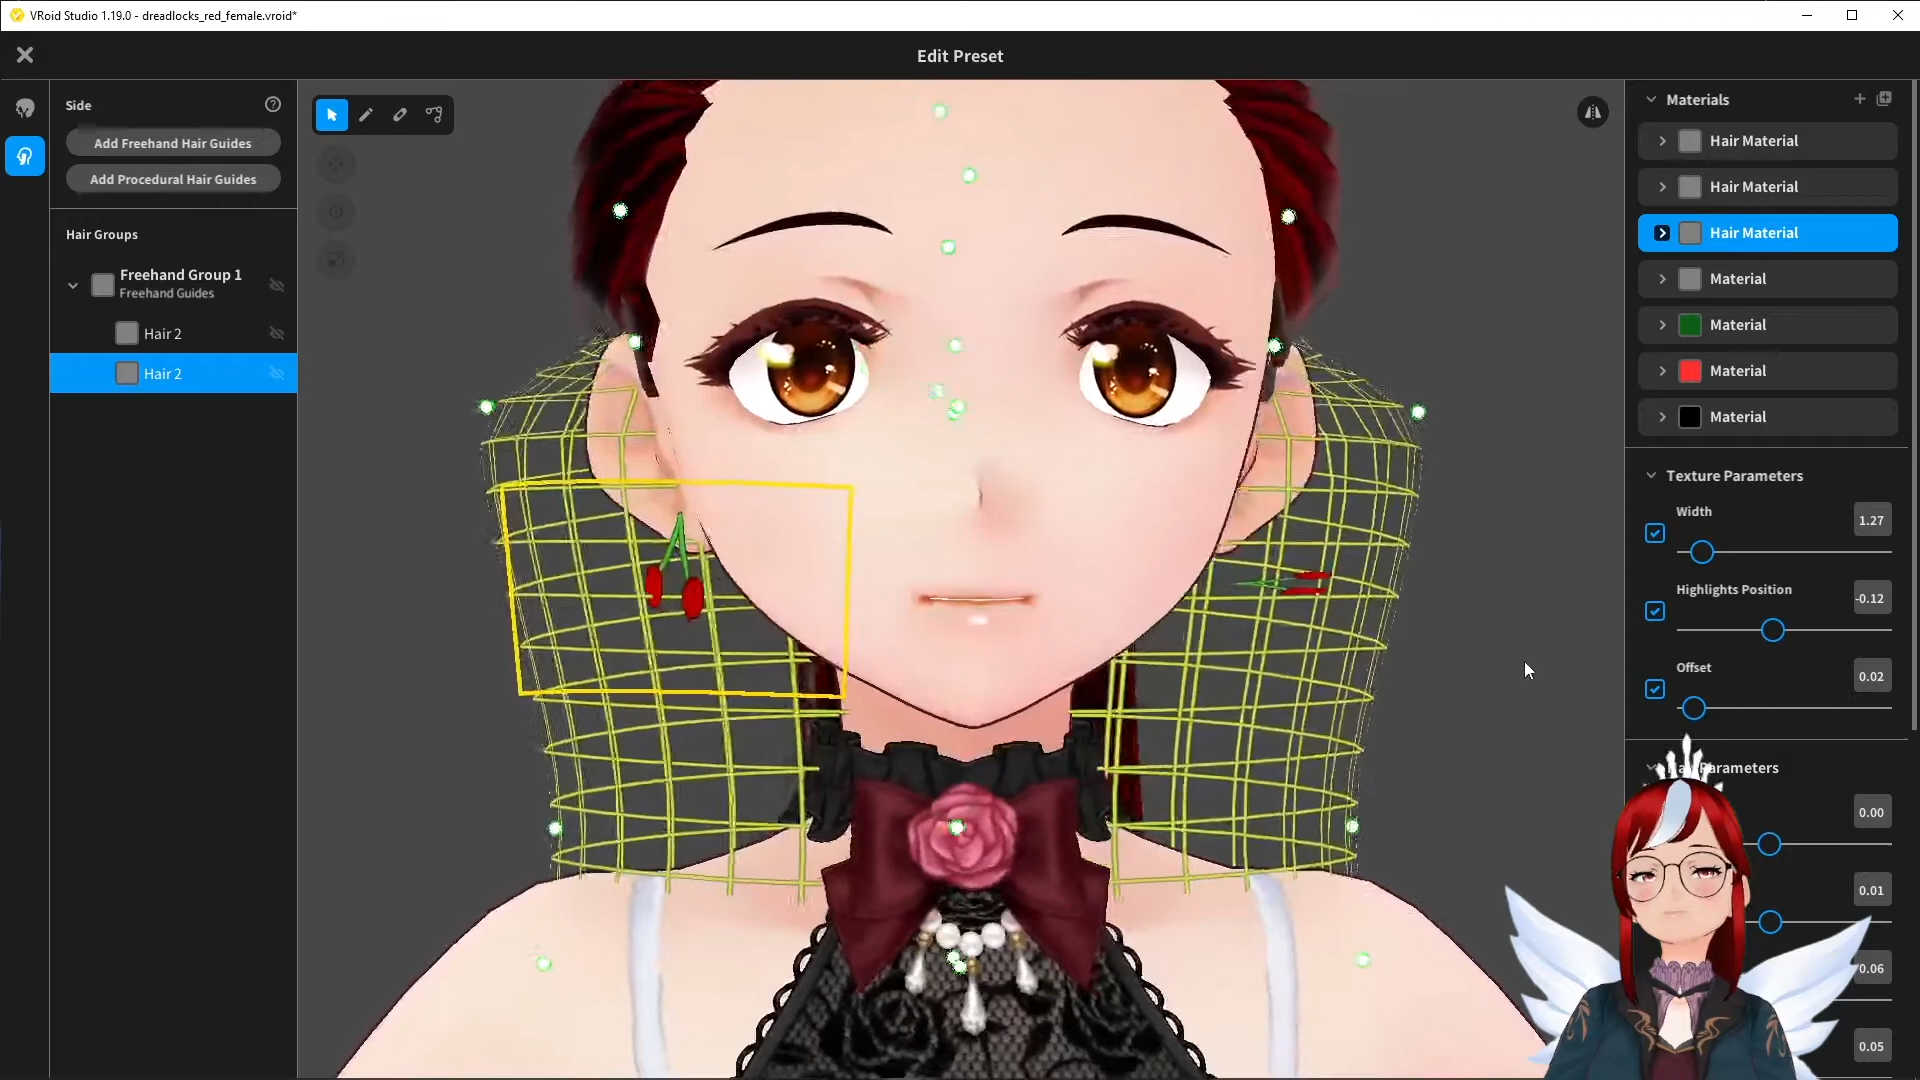 VRoid Studio 1.19.0 - dreadlocks_red_female.vroid*
Edit Preset
Side
Add Freehand Hair Guides
Add Procedural Hair Guides
Hair Groups
Freehand Group 1
Freehand Guides
Hair 2
Hair 2
Materials
Hair Material
Hair Material
Hair Material
Material
Material
Material
Material
Texture Parameters
Width
1.27
Highlights Position
-0.12
Offset
0.02
Parameters
0.00
0.01
0.06
0.05